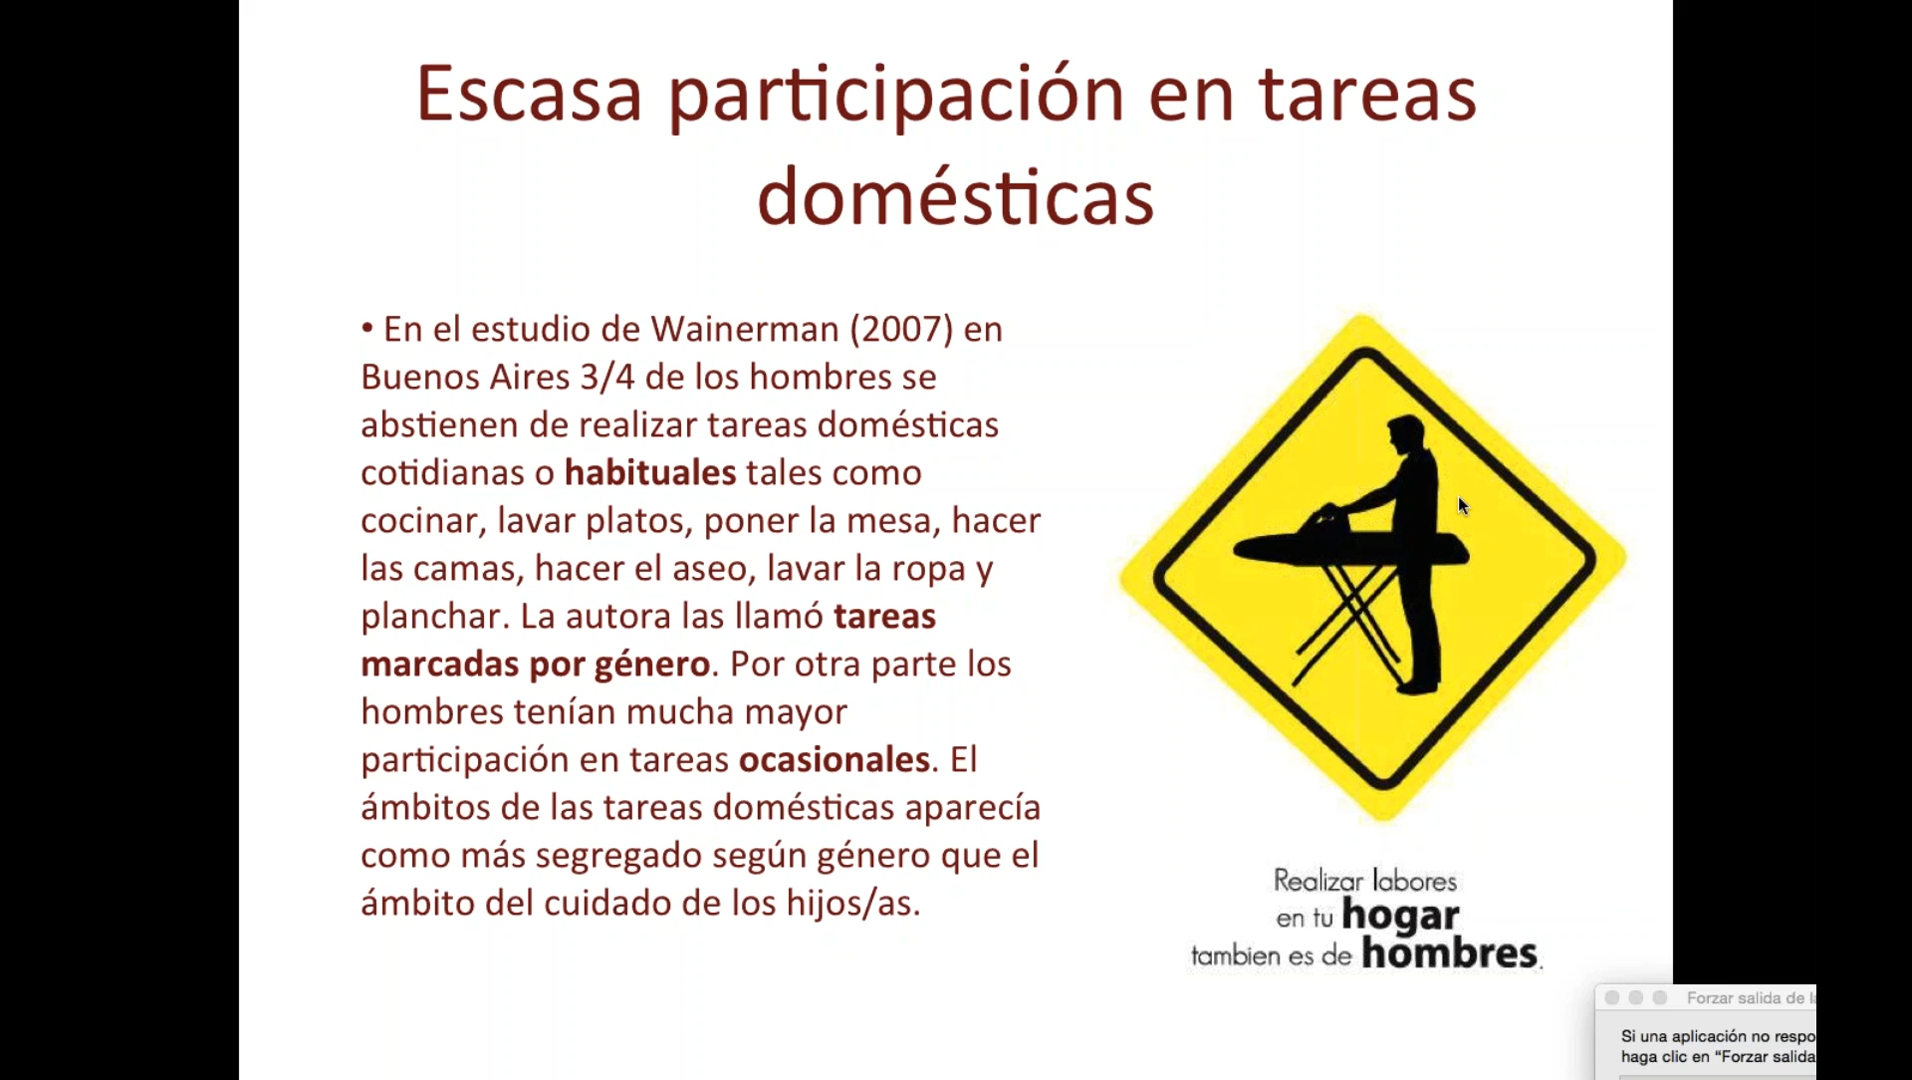 Escasa participación en tareas
domésticas
• En el estudio de Wainerman (2007) en
Buenos Aires 3/4 de los hombres se
abstienen de realizar tareas domésticas
cotidianas o habituales tales como
cocinar, lavar platos, poner la mesa, hacer
las camas, hacer el aseo, lavar la ropa y
planchar. La autora las llamó tareas
marcadas por género. Por otra parte los
hombres tenían mucha mayor
participación en tareas ocasionales. El
ámbitos de las tareas domésticas aparecía
como más segregado según género que el
ámbito del cuidado de los hijos/as.
Realizar labores
en tu hogar
tambien es de hombres.
Forzar salida de
Si una aplicación no respo
haga clic en “Forzar salida